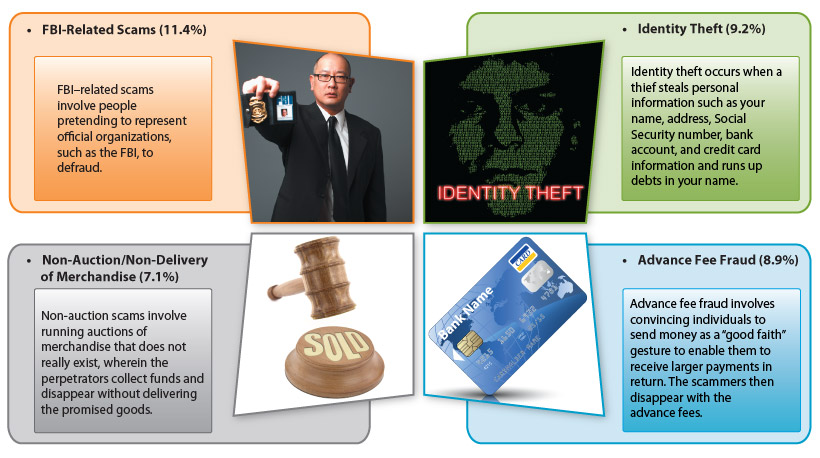 • FBI-Related Scams (11.4%)
FBI–related scams
involve people
pretending to represent
official organizations,
such as the FBI, to
defraud.
• Identity Theft (9.2%)
Identity theft occurs when a
thief steals personal
information such as your
name, address, Social
Security number, bank
account, and credit card
information and runs up
debts in your name.
IDENTITY THEFT
• Non-Auction/Non-Delivery
of Merchandise (7.1%)
Non-auction scams involve
running auctions of
merchandise that does not
really exist, wherein the
perpetrators collect funds and
disappear without delivering
the promised goods.
SOLD
Bank Name
CARD
• Advance Fee Fraud (8.9%)
Advance fee fraud involves
convincing individuals to
send money as a “good faith”
gesture to enable them to
receive larger payments in
return. The scammers then
disappear with the
advance fees.